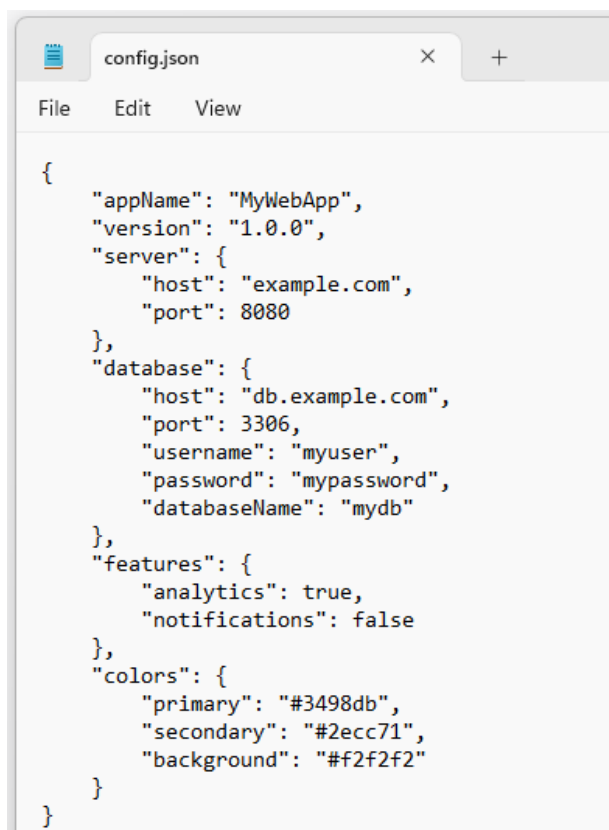 config.json
File Edit View
{
    "appName": "MyWebApp",
    "version": "1.0.0",
    "server": {
        "host": "example.com",
        "port": 8080
    },
    "database": {
        "host": "db.example.com",
        "port": 3306,
        "username": "myuser",
        "password": "mypassword",
        "databaseName": "mydb"
    },
    "features": {
        "analytics": true,
        "notifications": false
    },
    "colors": {
        "primary": "#3498db",
        "secondary": "#2ecc71",
        "background": "#f2f2f2"
    }
}